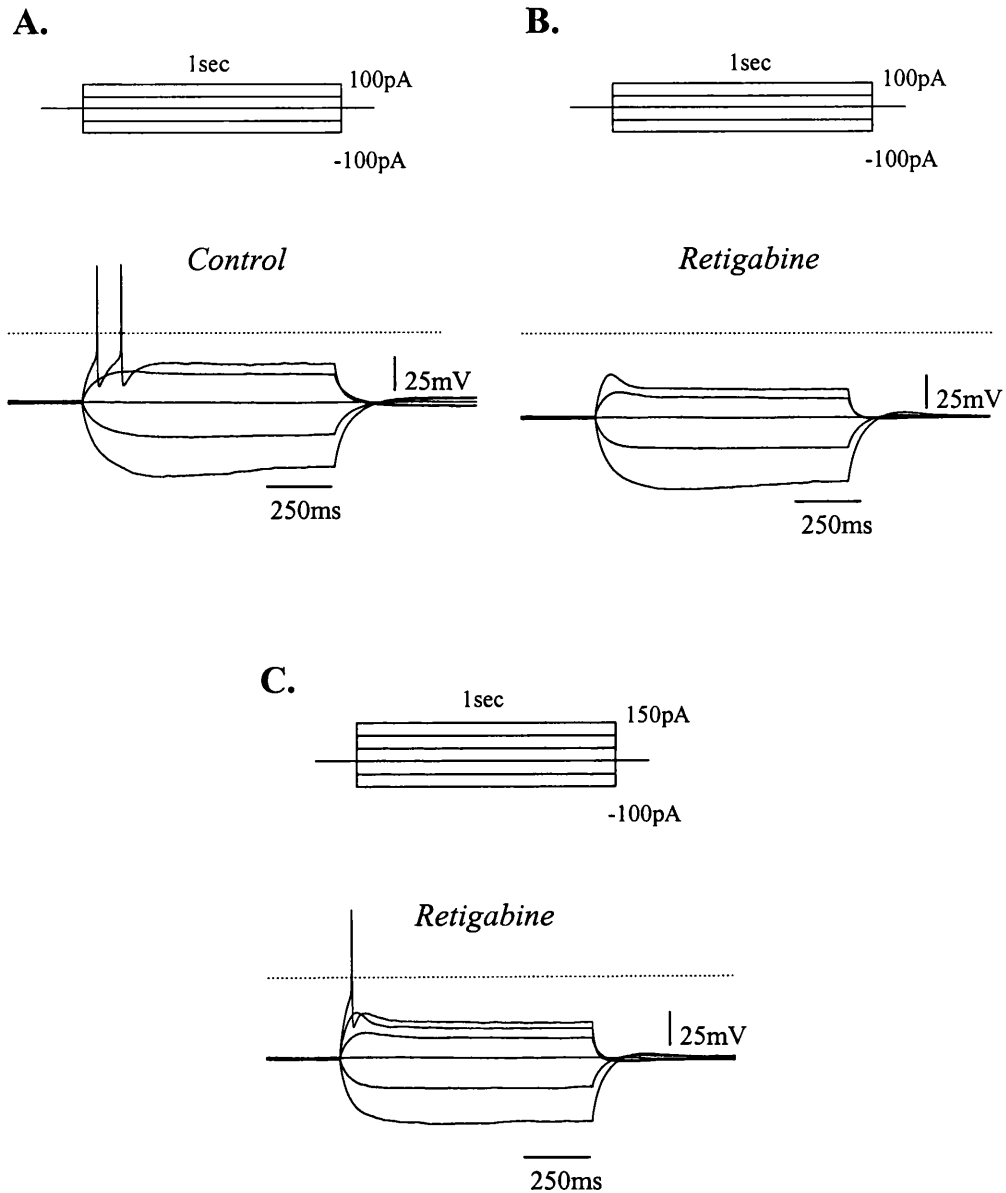 A.
1sec
100pA
-100pA
Control
25mV
250ms
B.
1sec
100pA
-100pA
Retigabine
25mV
250ms
C.
1sec
150pA
-100pA
Retigabine
25mV
250ms